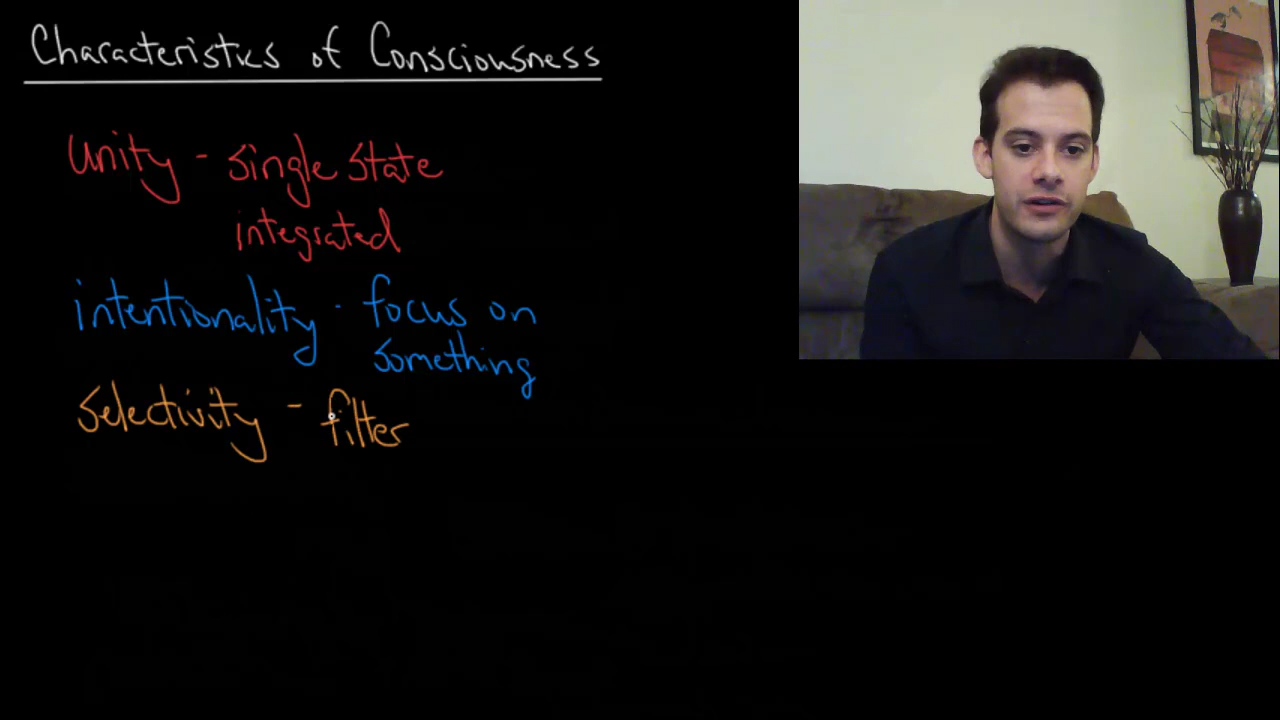 Characteristics of Consciousness
Unity - single state
integrated
intentionality - focus on
something
selectivity - filter